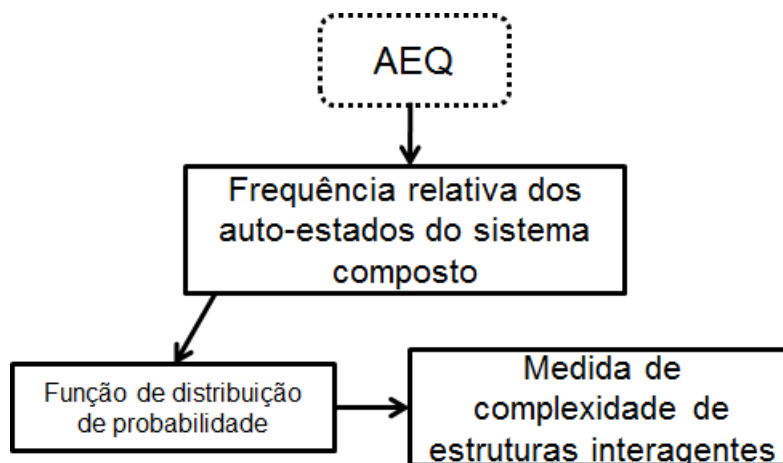 AEQ
Frequência relativa dos
auto-estados do sistema
composto
Função de distribuição
de probabilidade
Medida de
complexidade de
estruturas interagentes